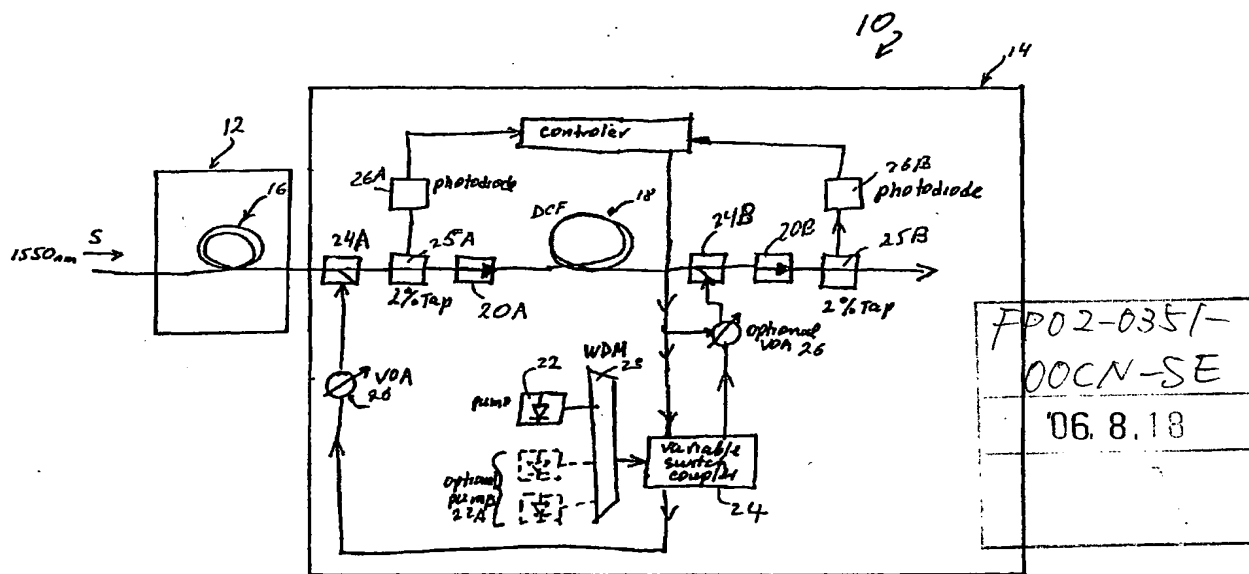 10
14
12
controler
26A
photodiode
26B
photodiode
16
DCF
18
24B
20B
S
1550nm
24A
25A
25B
2% Tap
20A
2% Tap
optional
VOA 26
WDM
28
VOA
26
22
pump
variable
switch
coupler
24
optional
pump
22A
FP02-0351-
00CN-SE
'06. 8. 18